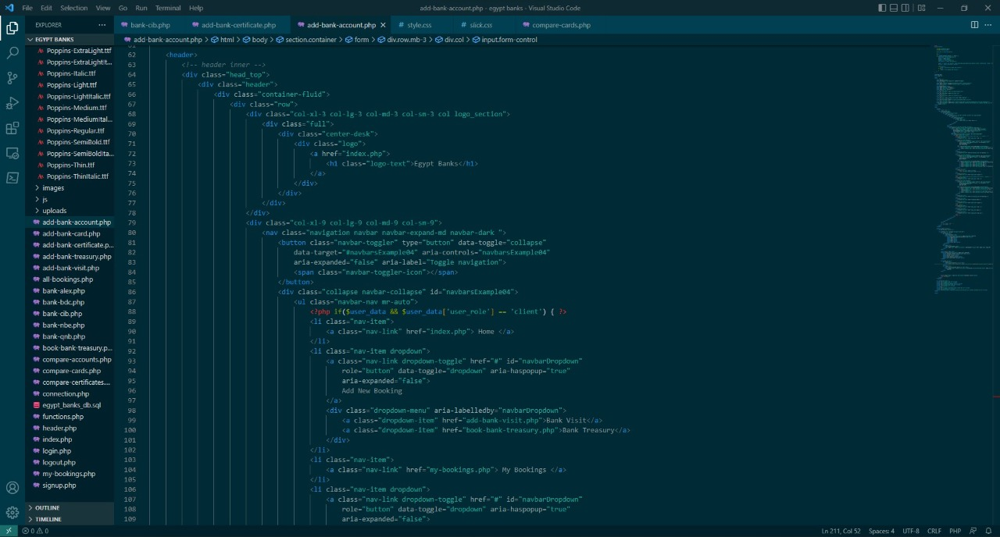 File Edit Selection View Go Run Terminal Help
add-bank-account.php - egypt banks - Visual Studio Code
EXPLORER
bank-cib.php
add-bank-certificate.php
add-bank-account.php
# style.css
# slick.css
compare-cards.php
EGYPT BANKS
add-bank-account.php > html > body > section.container > form > div.row.mb-3 > div.col > input.form-control
Poppins-ExtraLight.ttf
Poppins-ExtraLightIt...
Poppins-Italic.ttf
Poppins-Light.ttf
Poppins-LightItalic.ttf
Poppins-Medium.ttf
Poppins-MediumItal...
Poppins-Regular.ttf
Poppins-SemiBold.ttf
Poppins-SemiBoldIta...
Poppins-Thin.ttf
Poppins-ThinItalic.ttf
images
js
uploads
add-bank-account.php
add-bank-card.php
add-bank-certificate.p...
add-bank-treasury.php
add-bank-visit.php
all-bookings.php
bank-alex.php
bank-bdc.php
bank-cib.php
bank-nbe.php
bank-qnb.php
book-bank-treasury.p...
compare-accounts.php
compare-cards.php
compare-certificates....
connection.php
egypt_banks_db.sql
functions.php
header.php
index.php
login.php
logout.php
my-bookings.php
signup.php
OUTLINE
TIMELINE
62 <header>
63 <!-- header inner -->
64 <div class="head_top">
65 <div class="header">
66 <div class="container-fluid">
67 <div class="row">
68 <div class="col-xl-3 col-lg-3 col-md-3 col-sm-3 col logo_section">
69 <div class="full">
70 <div class="center-desk">
71 <div class="logo">
72 <a href="index.php">
73 <h1 class="logo-text">Egypt Banks</h1>
74 </a>
75 </div>
76 </div>
77 </div>
78 </div>
79 <div class="col-xl-9 col-lg-9 col-md-9 col-sm-9">
80 <nav class="navigation navbar navbar-expand-md navbar-dark ">
81 <button class="navbar-toggler" type="button" data-toggle="collapse"
82 data-target="#navbarsExample04" aria-controls="navbarsExample04"
83 aria-expanded="false" aria-label="Toggle navigation">
84 <span class="navbar-toggler-icon"></span>
85 </button>
86 <div class="collapse navbar-collapse" id="navbarsExample04">
87 <ul class="navbar-nav mr-auto">
88 <?php if($user_data && $user_data['user_role'] == 'client') { ?>
89 <li class="nav-item">
90 <a class="nav-link" href="index.php"> Home </a>
91 </li>
92 <li class="nav-item dropdown">
93 <a class="nav-link dropdown-toggle" href="#" id="navbarDropdown"
94 role="button" data-toggle="dropdown" aria-haspopup="true"
95 aria-expanded="false">
96 Add New Booking
97 </a>
98 <div class="dropdown-menu" aria-labelledby="navbarDropdown">
99 <a class="dropdown-item" href="add-bank-visit.php">Bank Visit</a>
100 <a class="dropdown-item" href="book-bank-treasury.php">Bank Treasury</a>
101 </div>
102 </li>
103 <li class="nav-item">
104 <a class="nav-link" href="my-bookings.php"> My Bookings </a>
105 </li>
106 <li class="nav-item dropdown">
107 <a class="nav-link dropdown-toggle" href="#" id="navbarDropdown"
108 role="button" data-toggle="dropdown" aria-haspopup="true"
109 aria-expanded="false">
0 0
Ln 211, Col 52 Spaces: 4 UTF-8 CRLF PHP